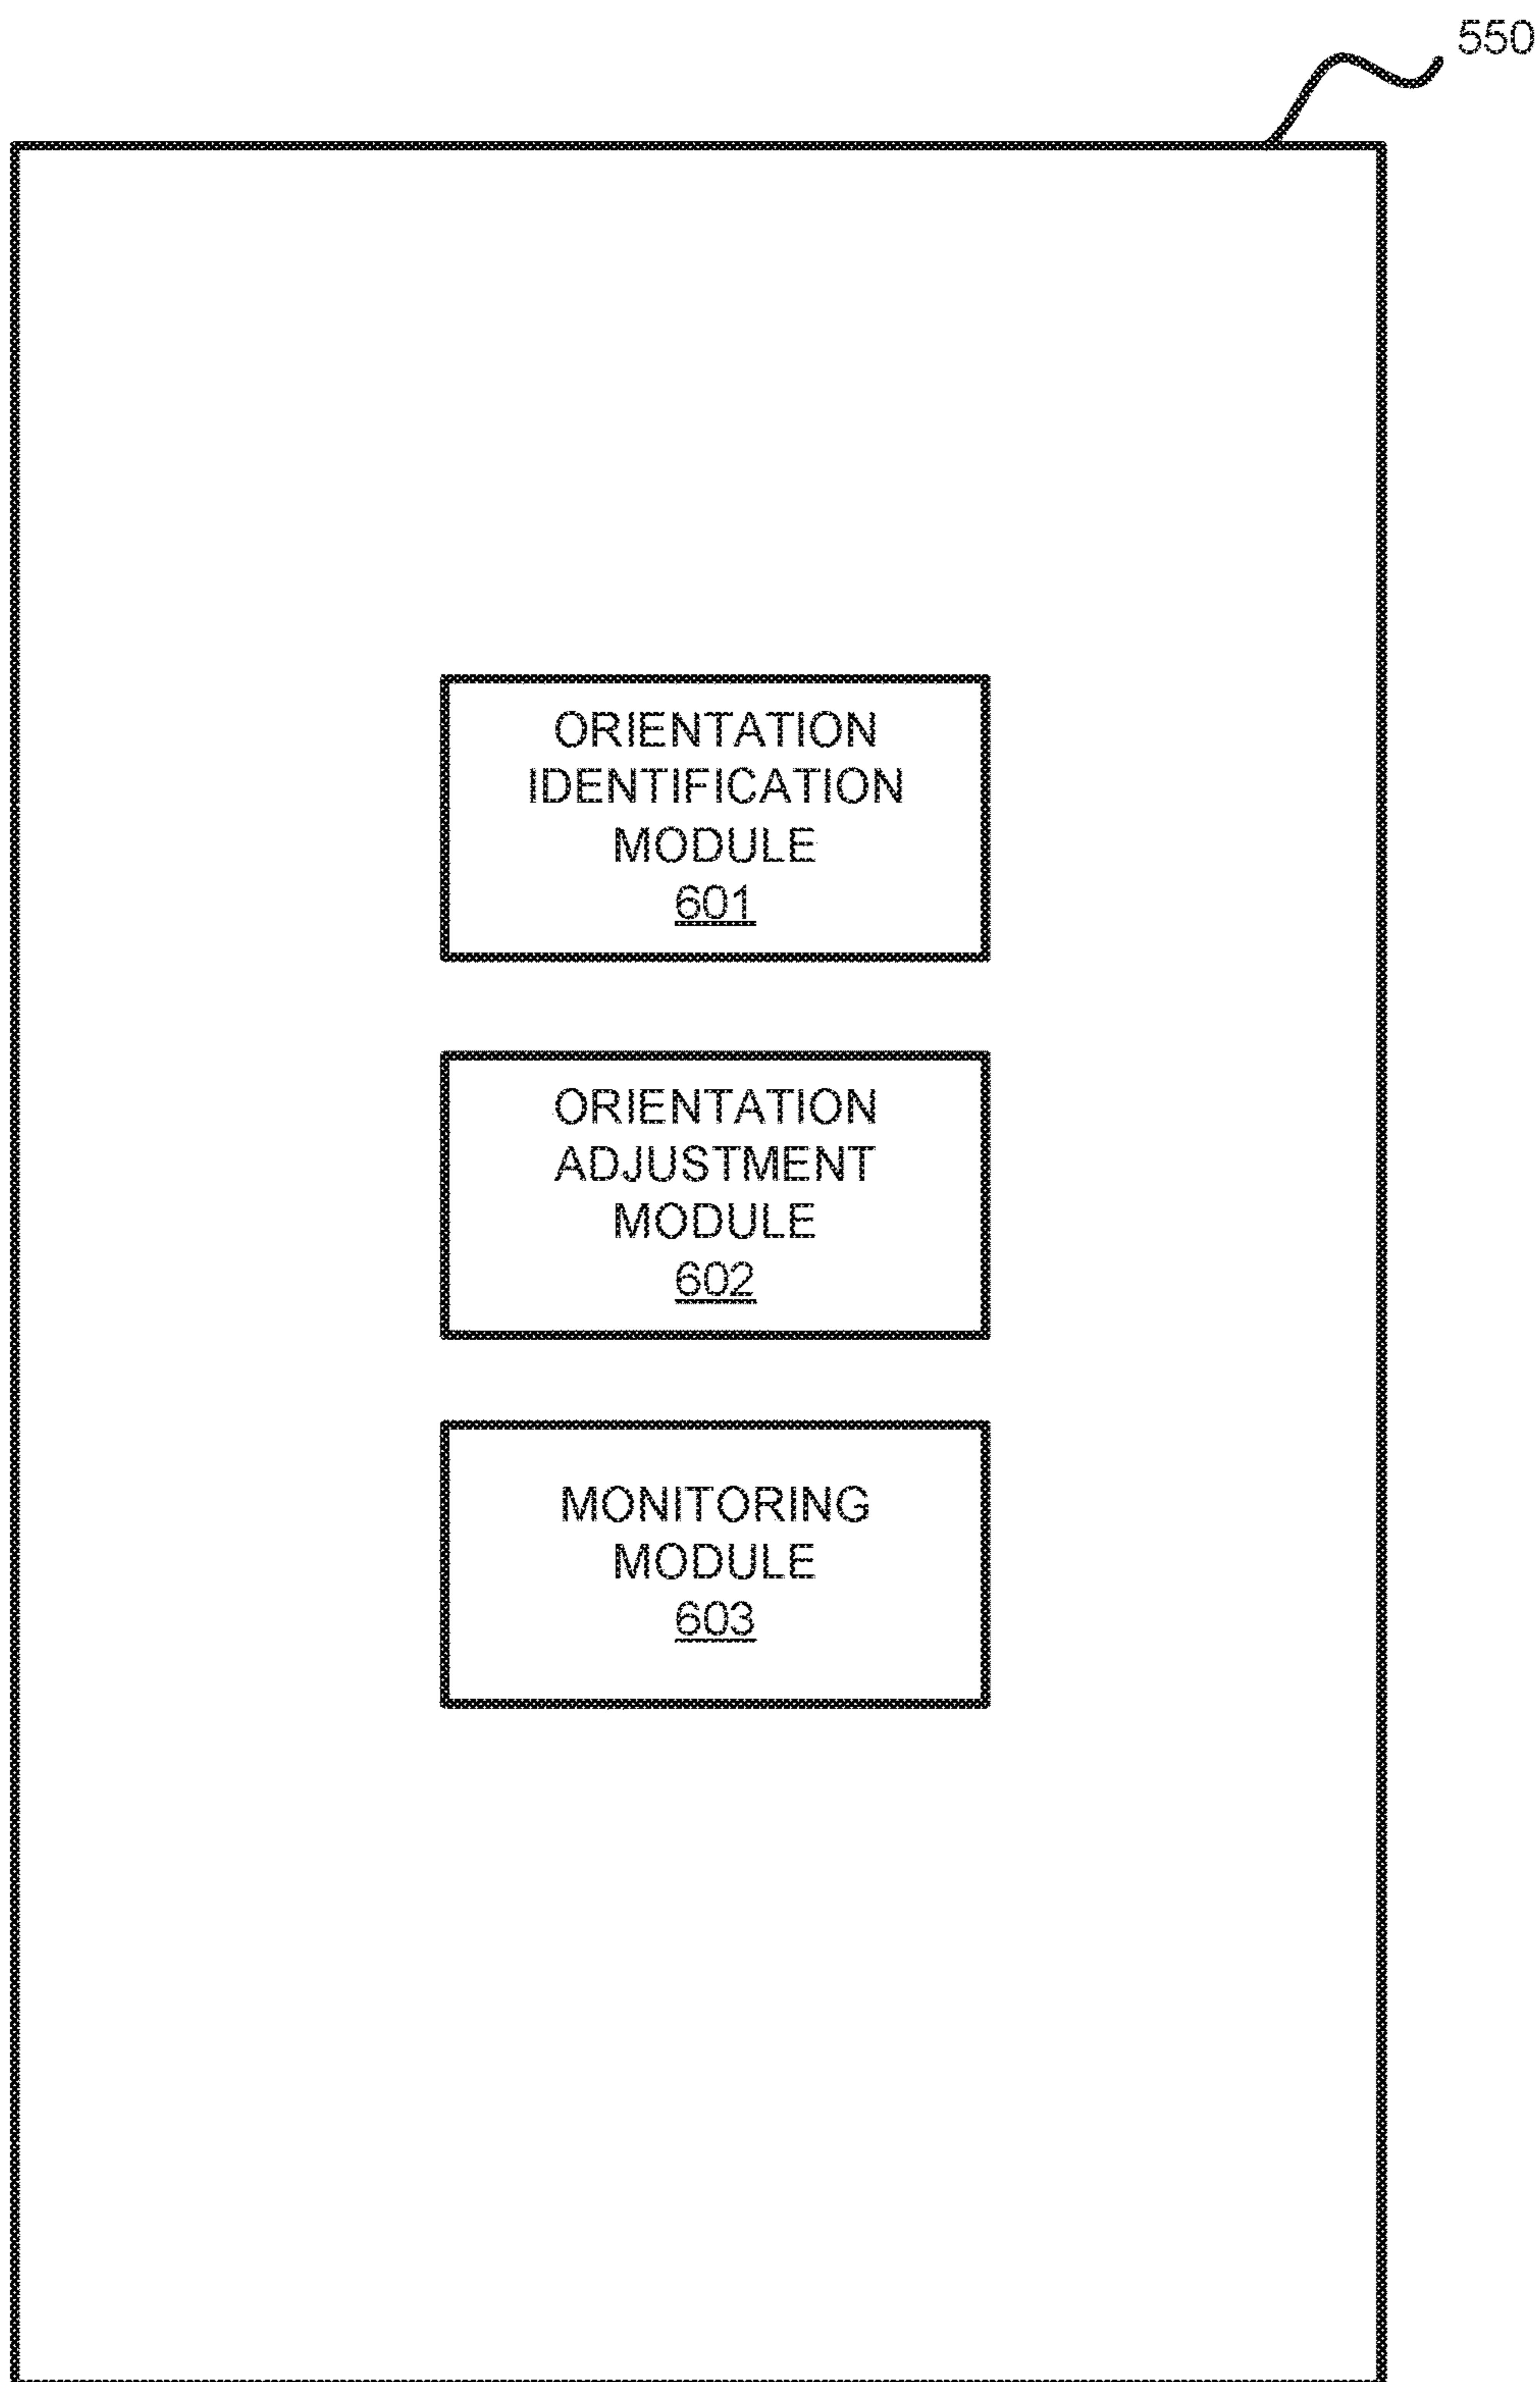 550
ORIENTATION
IDENTIFICATION
MODULE
601
ORIENTATION
ADJUSTMENT
MODULE
602
MONITORING
MODULE
603